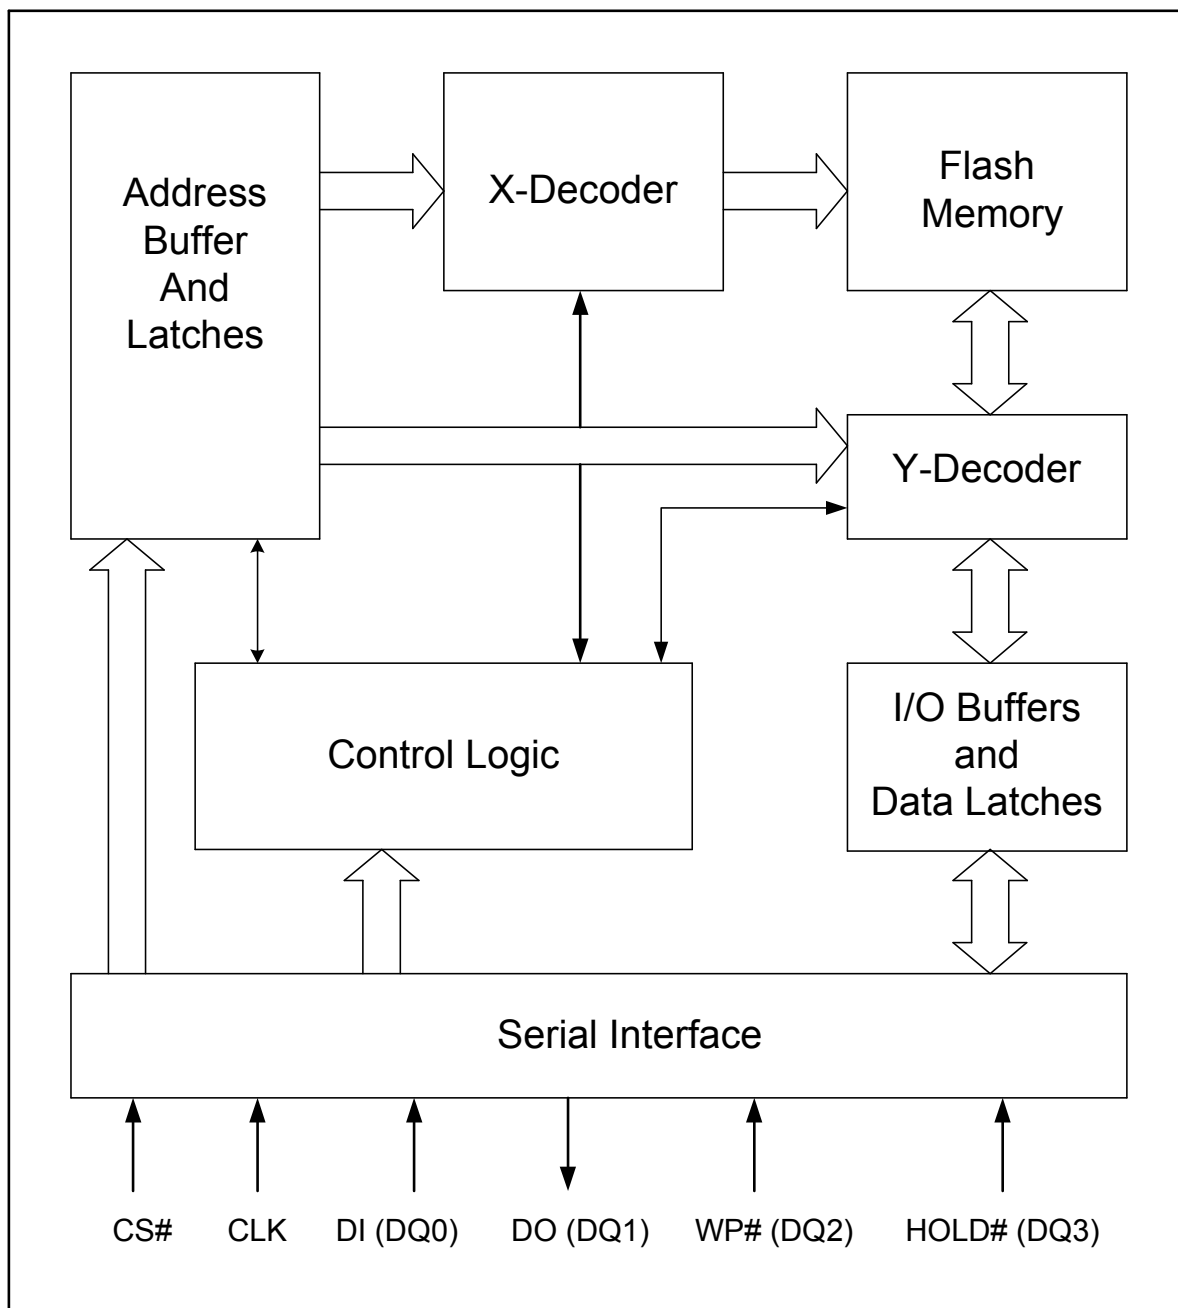 Address
Buffer
And
Latches
X-Decoder
Flash
Memory
Y-Decoder
Control Logic
I/O Buffers
and
Data Latches
Serial Interface
CS#
CLK
DI (DQ0)
DO (DQ1)
WP# (DQ2)
HOLD# (DQ3)